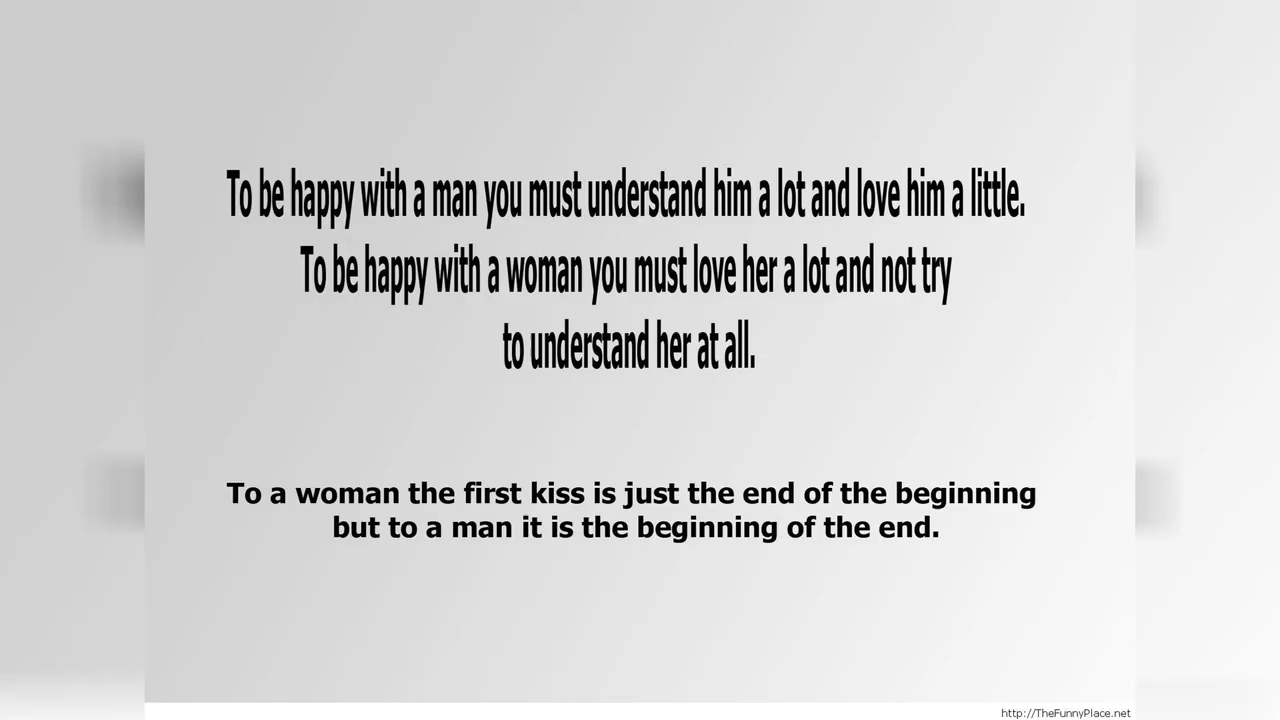 To be happy with a man you must understand him a lot and love him a little.
To be happy with a woman you must love her a lot and not try
to understand her at all.
To a woman the first kiss is just the end of the beginning
but to a man it is the beginning of the end.
http://TheFunnyPlace.net